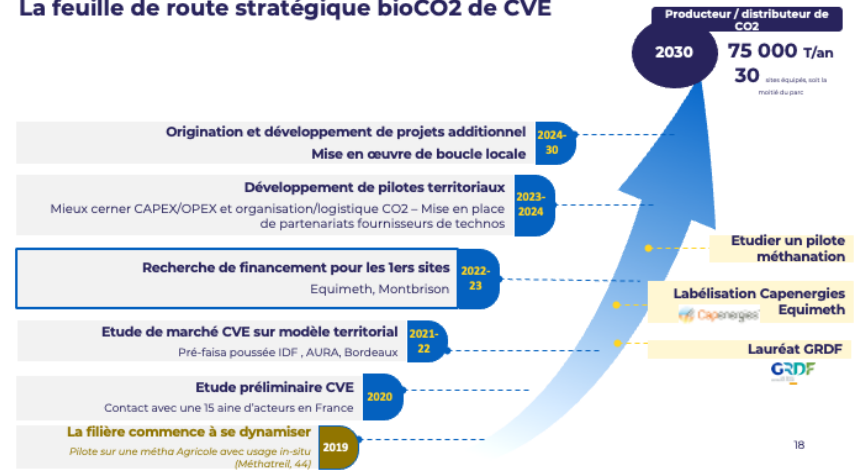 La feuille de route stratégique bioCO2 de CVE
Producteur / distributeur de
CO2
2030
75 000 T/an
30 sites équipés, soit la
moitié du parc
Origination et développement de projets additionnel
Mise en œuvre de boucle locale
2024-
30
Développement de pilotes territoriaux
Mieux cerner CAPEX/OPEX et organisation/logistique CO2 – Mise en place
de partenariats fournisseurs de technos
2023-
2024
Etudier un pilote
méthanation
Recherche de financement pour les 1ers sites
Equimeth, Montbrison
2022-
23
Labélisation Capenergies
Equimeth
Capenergies
Etude de marché CVE sur modèle territorial
Pré-faisa poussée IDF , AURA, Bordeaux
2021-
22
Lauréat GRDF
GRDF
Etude préliminaire CVE
Contact avec une 15 aine d'acteurs en France
2020
La filière commence à se dynamiser
Pilote sur une métha Agricole avec usage in-situ
(Méthatreil, 44)
2019
18